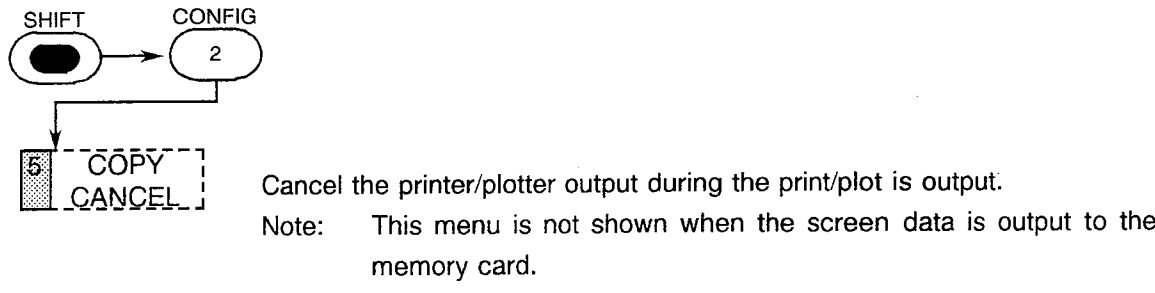 SHIFT CONFIG
2
5 COPY
CANCEL
Cancel the printer/plotter output during the print/plot is output.
Note: This menu is not shown when the screen data is output to the
memory card.